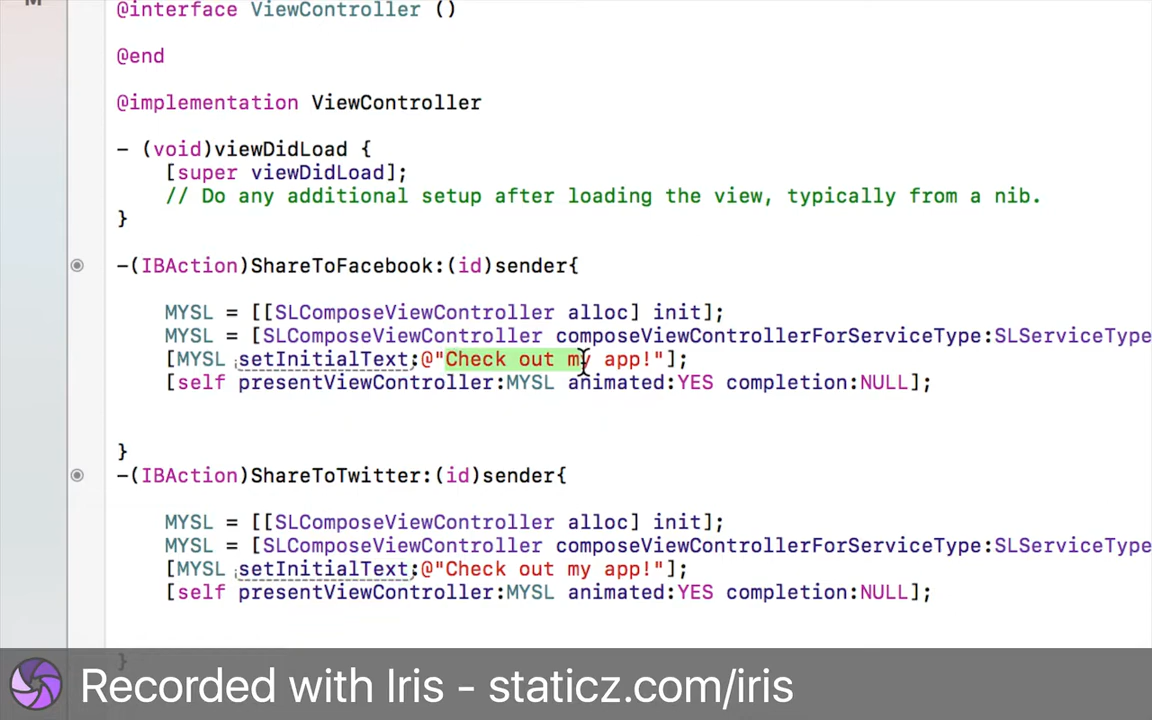 @interface ViewController ()
@end
@implementation ViewController
- (void)viewDidLoad {
[super viewDidLoad];
// Do any additional setup after loading the view, typically from a nib.
}
-(IBAction)ShareToFacebook:(id)sender{
MYSL = [[SLComposeViewController alloc] init];
MYSL = [SLComposeViewController composeViewControllerForServiceType:SLServiceType
[MYSL setInitialText:@"Check out my app!"];
[self presentViewController:MYSL animated:YES completion:NULL];
}
-(IBAction)ShareToTwitter:(id)sender{
MYSL = [[SLComposeViewController alloc] init];
MYSL = [SLComposeViewController composeViewControllerForServiceType:SLServiceType
[MYSL setInitialText:@"Check out my app!"];
[self presentViewController:MYSL animated:YES completion:NULL];
}
Recorded with Iris - staticz.com/iris